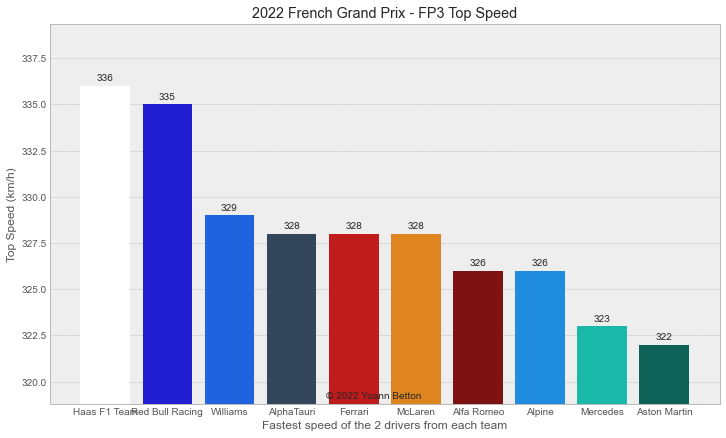 2022 French Grand Prix - FP3 Top Speed
Top Speed (km/h)
337.5
335.0
332.5
330.0
327.5
325.0
322.5
320.0
336
335
329
328
328
328
326
326
323
322
© 2022 Yoann Betton
Haas F1 Team
Red Bull Racing
Williams
AlphaTauri
Ferrari
McLaren
Alfa Romeo
Alpine
Mercedes
Aston Martin
Fastest speed of the 2 drivers from each team